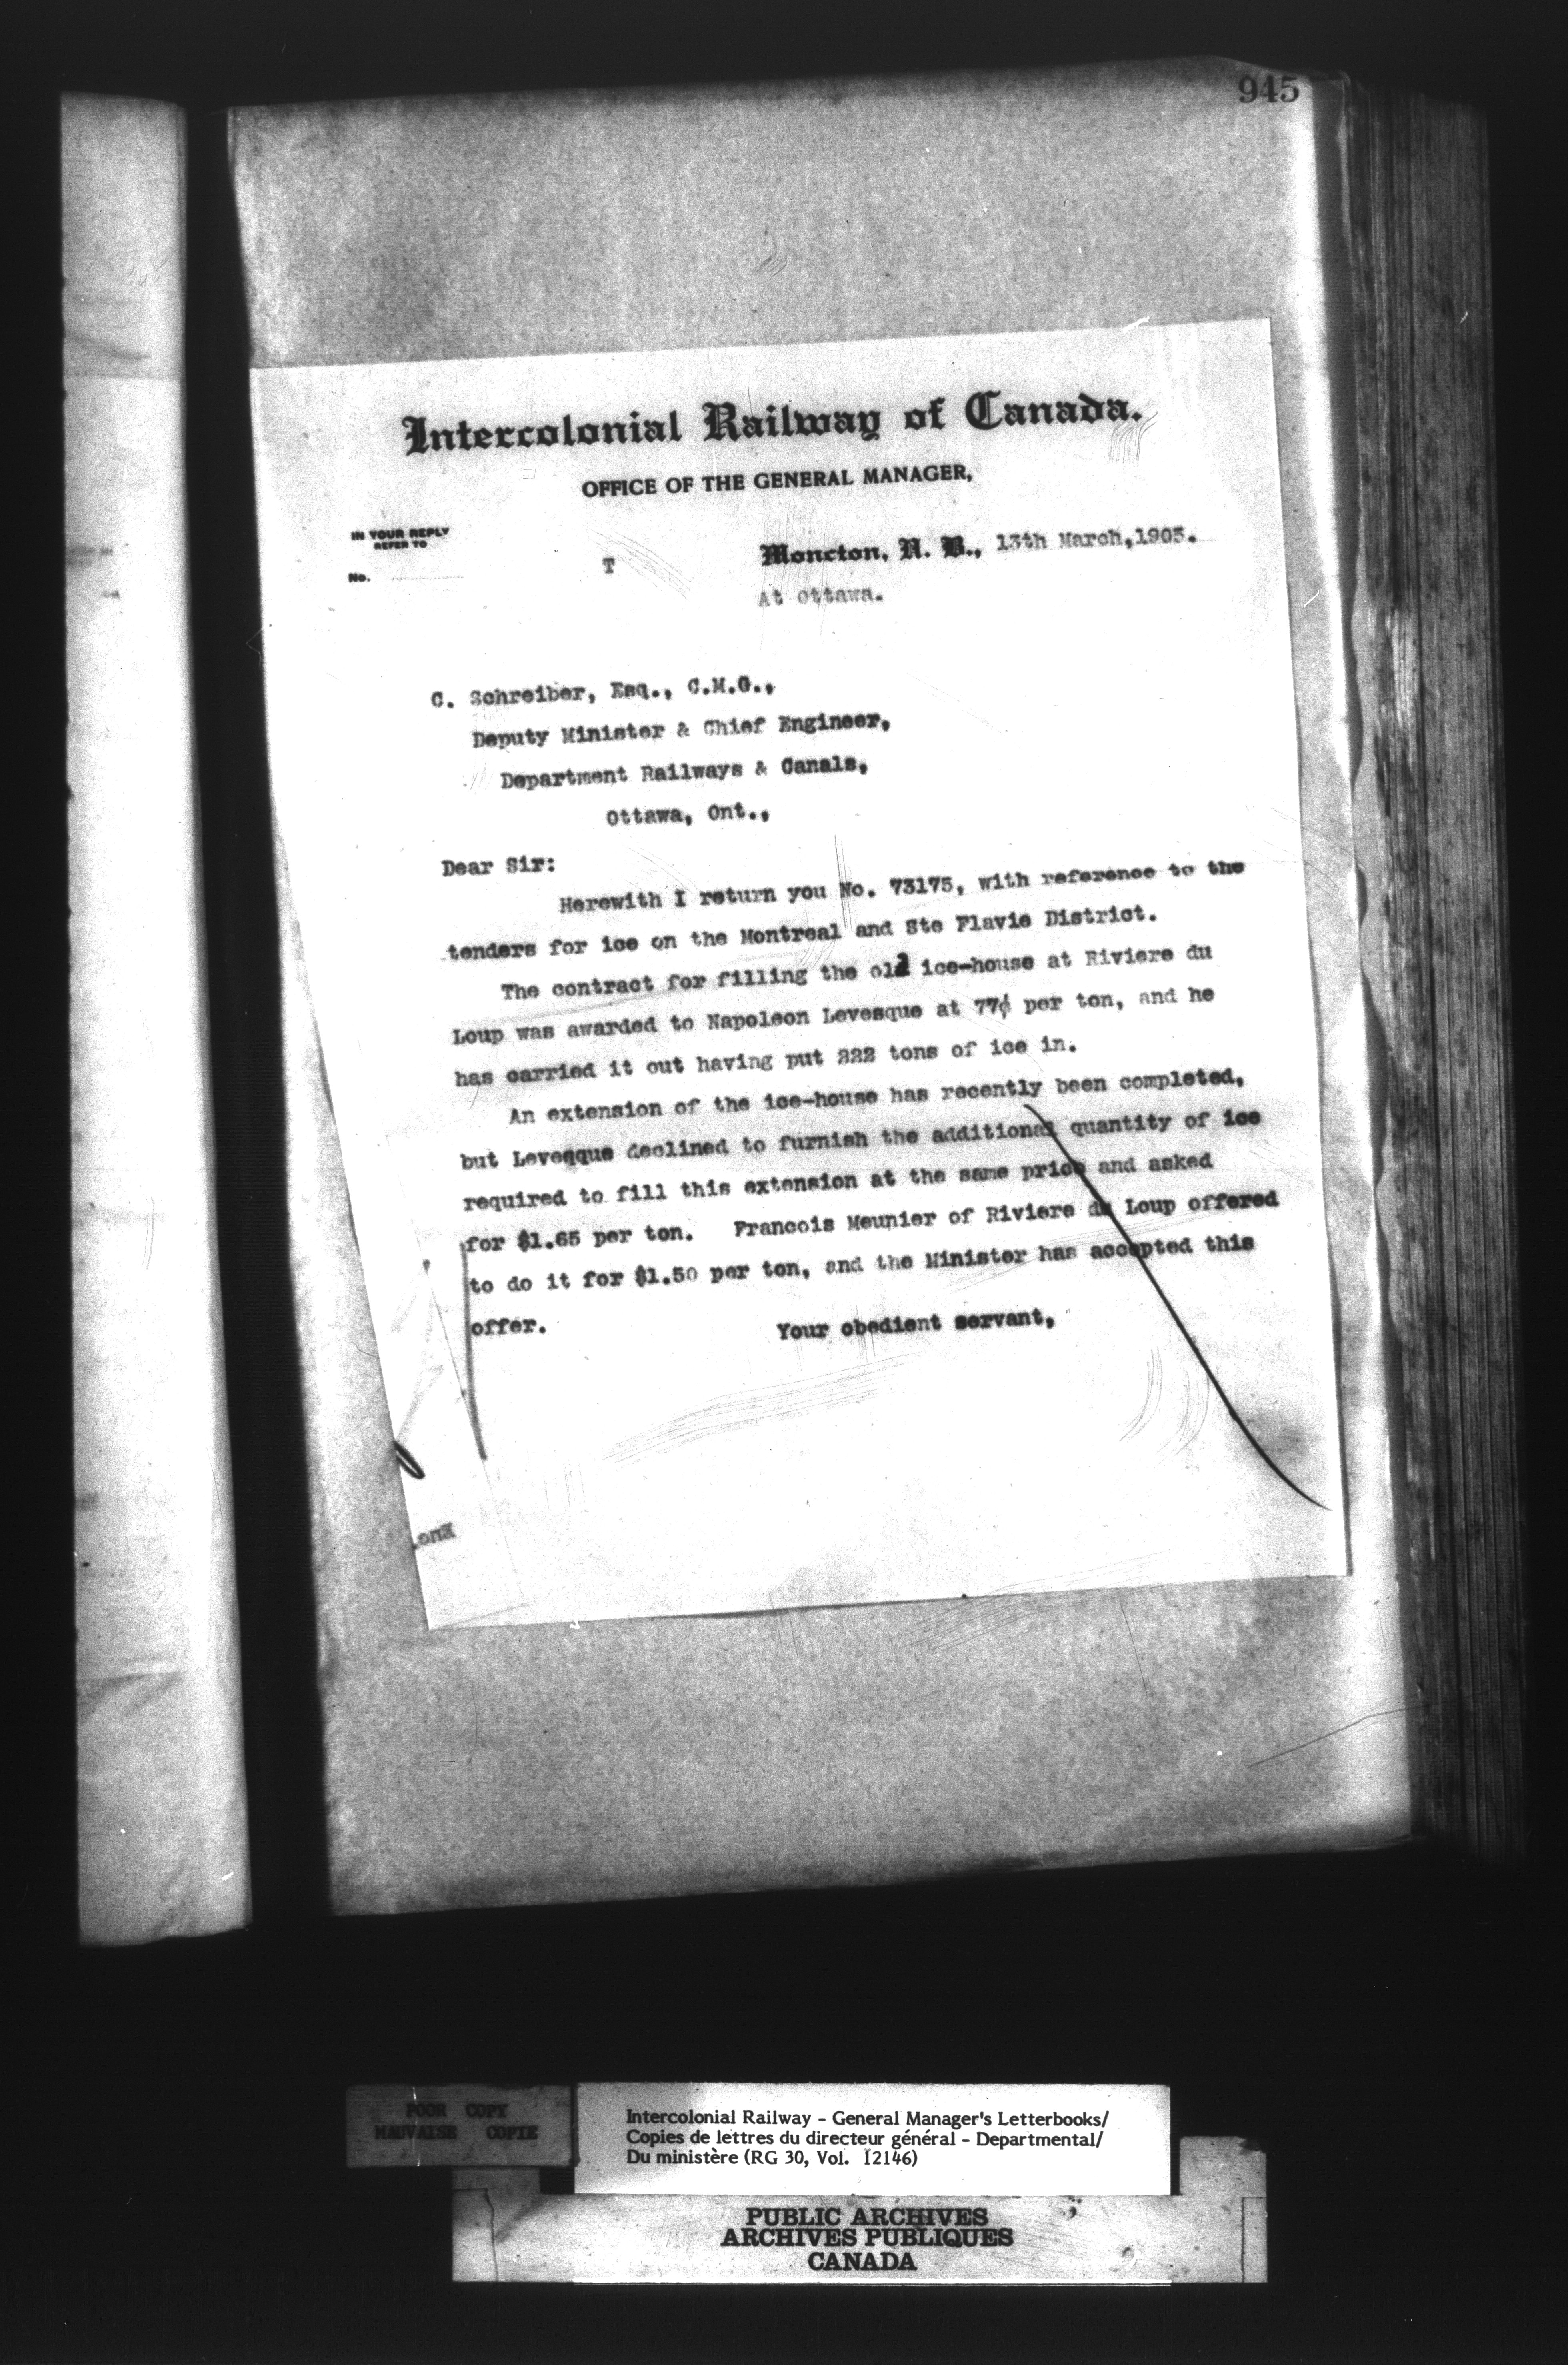 945
Intercolonial Railway of Canada.
OFFICE OF THE GENERAL MANAGER,
IN YOUR REPLY
REFER TO
No.
T
Moncton, N. B., 13th March, 1903.
At Ottawa.
C. Schreiber, Esq., C.M.G.,
Deputy Minister & Chief Engineer,
Department Railways & Canals,
Ottawa, Ont.,
Dear Sir:
Herewith I return you No. 73175, with reference to the
tenders for ice on the Montreal and Ste Flavie District.
The contract for filling the old ice-house at Riviere du
Loup was awarded to Napoleon Levesque at 77¢ per ton, and he
has carried it out having put 222 tons of ice in.
An extension of the ice-house has recently been completed,
but Leveqque declined to furnish the additional quantity of ice
required to fill this extension at the same price and asked
for $1.65 per ton. Francois Meunier of Riviere du Loup offered
to do it for $1.50 per ton, and the Minister has accepted this
offer.
Your obedient servant,
Enc.
POOR COPY
MAUVAISE COPIE
Intercolonial Railway - General Manager's Letterbooks/
Copies de lettres du directeur général - Departmental/
Du ministère (RG 30, Vol. 12146)
PUBLIC ARCHIVES
ARCHIVES PUBLIQUES
CANADA